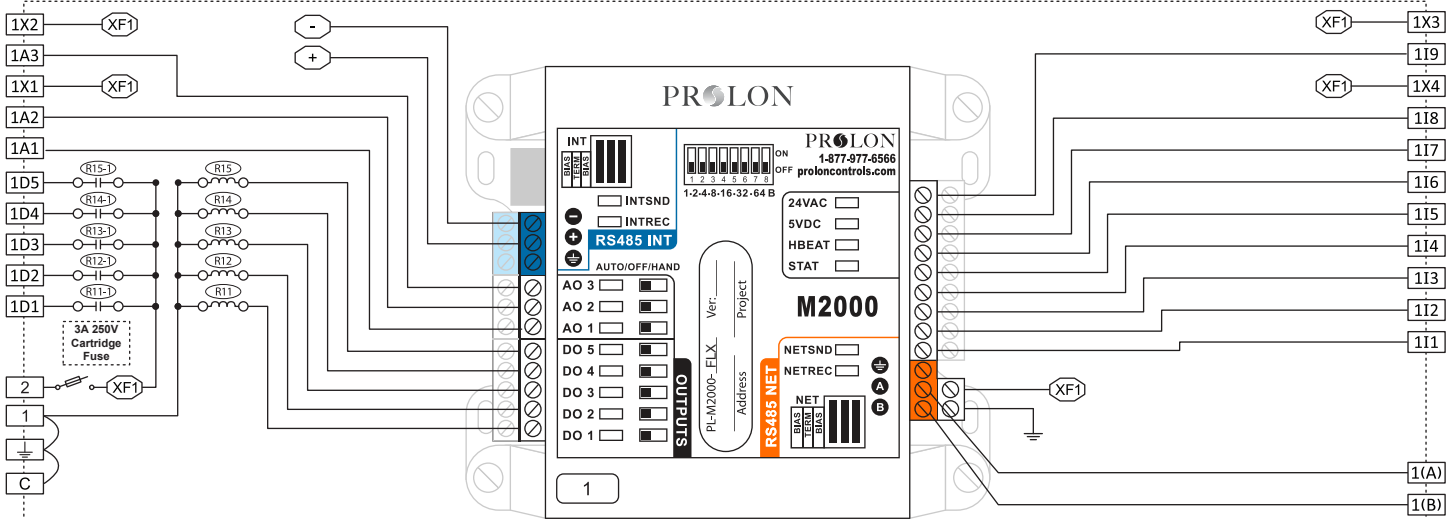 1X2
XF1
-
1A3
+
1X1
XF1
1A2
1A1
1D5
R15-1
R15
1D4
R14-1
R14
1D3
R13-1
R13
1D2
R12-1
R12
1D1
R11-1
R11
3A 250V
Cartridge
Fuse
2
XF1
1
C
PROLON
INT
BIAS
TERM
BIAS
INTSND
INTREC
RS485 INT
- 
+
ON
OFF
1 2 3 4 5 6 7 8
1-2-4-8-16-32-64 B
PROLON
1-877-977-6566
proloncontrols.com
24VAC
5VDC
HBEAT
STAT
AUTO/OFF/HAND
AO 3
AO 2
AO 1
DO 5
DO 4
DO 3
DO 2
DO 1
OUTPUTS
PL-M2000- FLX Ver:
Address Project
M2000
RS485 NET
NETSND
NETREC
NET
BIAS
TERM
BIAS
A
B
1
XF1
1X3
1I9
XF1
1X4
1I8
1I7
1I6
1I5
1I4
1I3
1I2
1I1
XF1
1(A)
1(B)